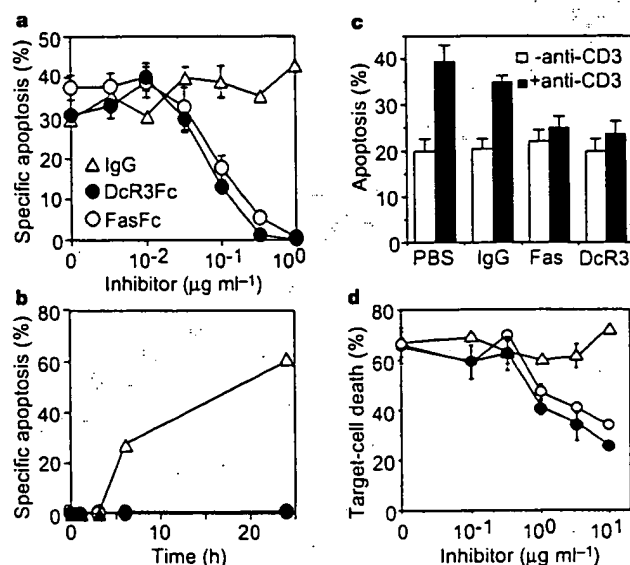 a
Specific apoptosis (%)
50
40
30
20
10
0
△ IgG
● DcR3Fc
○ FasFc
0 10⁻² 10⁻¹ 10⁰
Inhibitor (μg ml⁻¹)
c
Apoptosis (%)
40
30
20
10
0
-anti-CD3
+anti-CD3
PBS IgG Fas DcR3
b
Specific apoptosis (%)
80
60
40
20
0
0 10 20
Time (h)
d
Target-cell death (%)
80
60
40
20
0
0 10⁻¹ 10⁰ 10¹
Inhibitor (μg ml⁻¹)